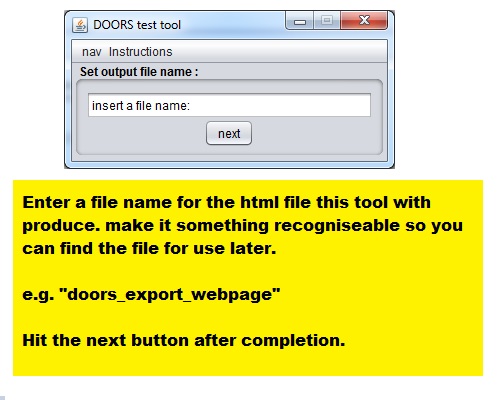 DOORS test tool
nav Instructions
Set output file name :
insert a file name:
next
Enter a file name for the html file this tool with
produce. make it something recogniseable so you
can find the file for use later.
e.g. "doors_export_webpage"
Hit the next button after completion.